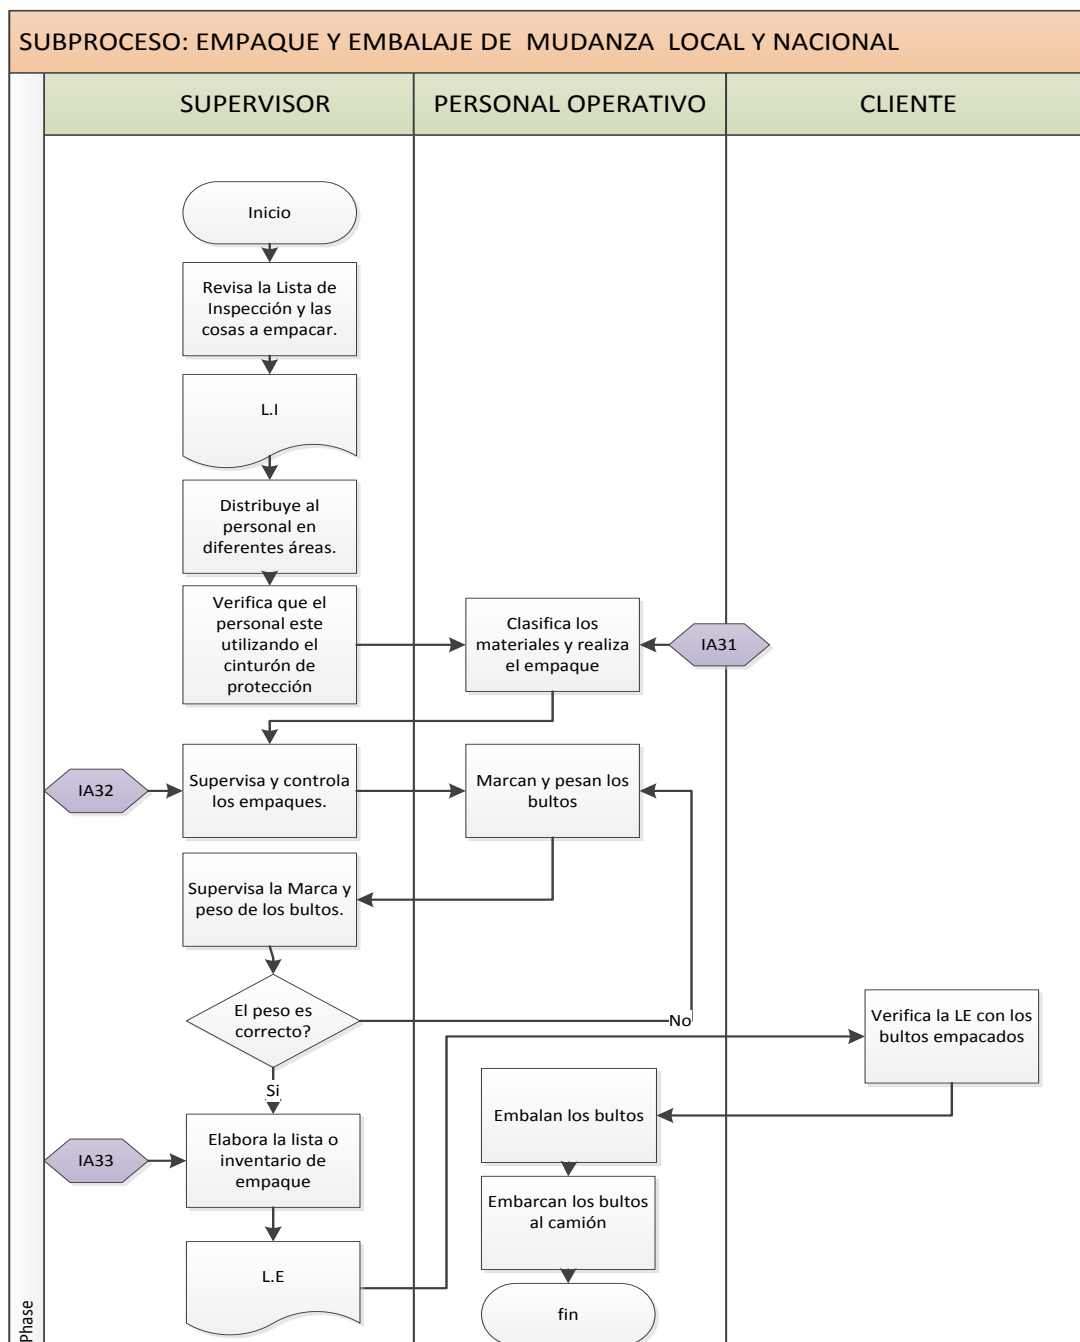 SUBPROCESO: EMPAQUE Y EMBALAJE DE MUDANZA LOCAL Y NACIONAL
SUPERVISOR
PERSONAL OPERATIVO
CLIENTE
Inicio
Revisa la Lista de
Inspección y las
cosas a empacar.
L.I
Distribuye al
personal en
diferentes áreas.
Verifica que el
personal este
utilizando el
cinturón de
protección
Clasifica los
materiales y realiza
el empaque
IA31
IA32
Supervisa y controla
los empaques.
Marcan y pesan los
bultos
Supervisa la Marca y
peso de los bultos.
El peso es
correcto?
No
Si
Verifica la LE con los
bultos empacados
Embalan los bultos
IA33
Elabora la lista o
inventario de
empaque
Embarcan los bultos
al camión
L.E
fin
Phase